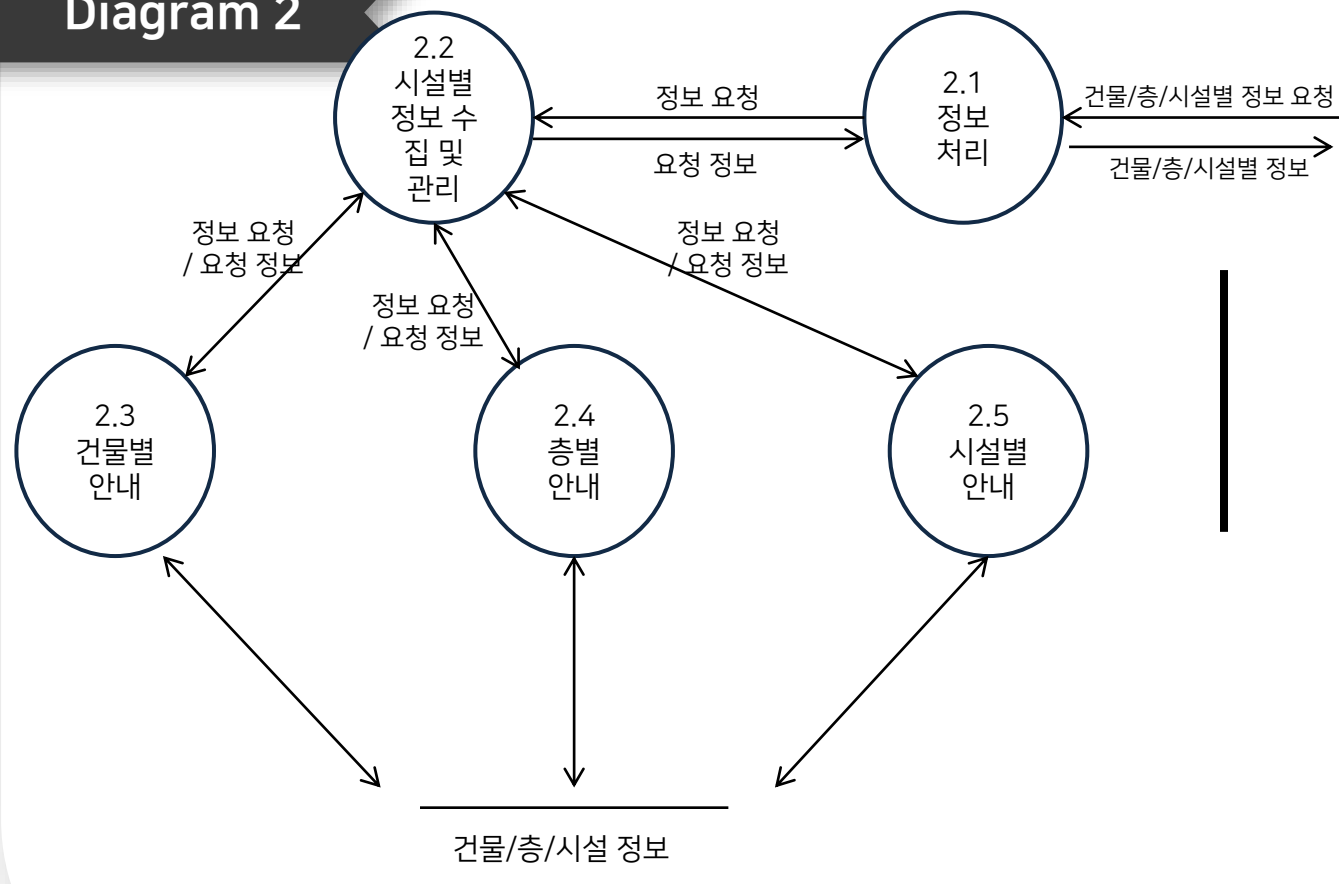 Diagram 2
2.2
시설별
정보 수
집 및
관리
정보 요청
요청 정보
2.1
정보
처리
건물/층/시설별 정보 요청
건물/층/시설별 정보
정보 요청
/ 요청 정보
정보 요청
/ 요청 정보
정보 요청
/ 요청 정보
2.3
건물별
안내
2.4
층별
안내
2.5
시설별
안내
건물/층/시설 정보